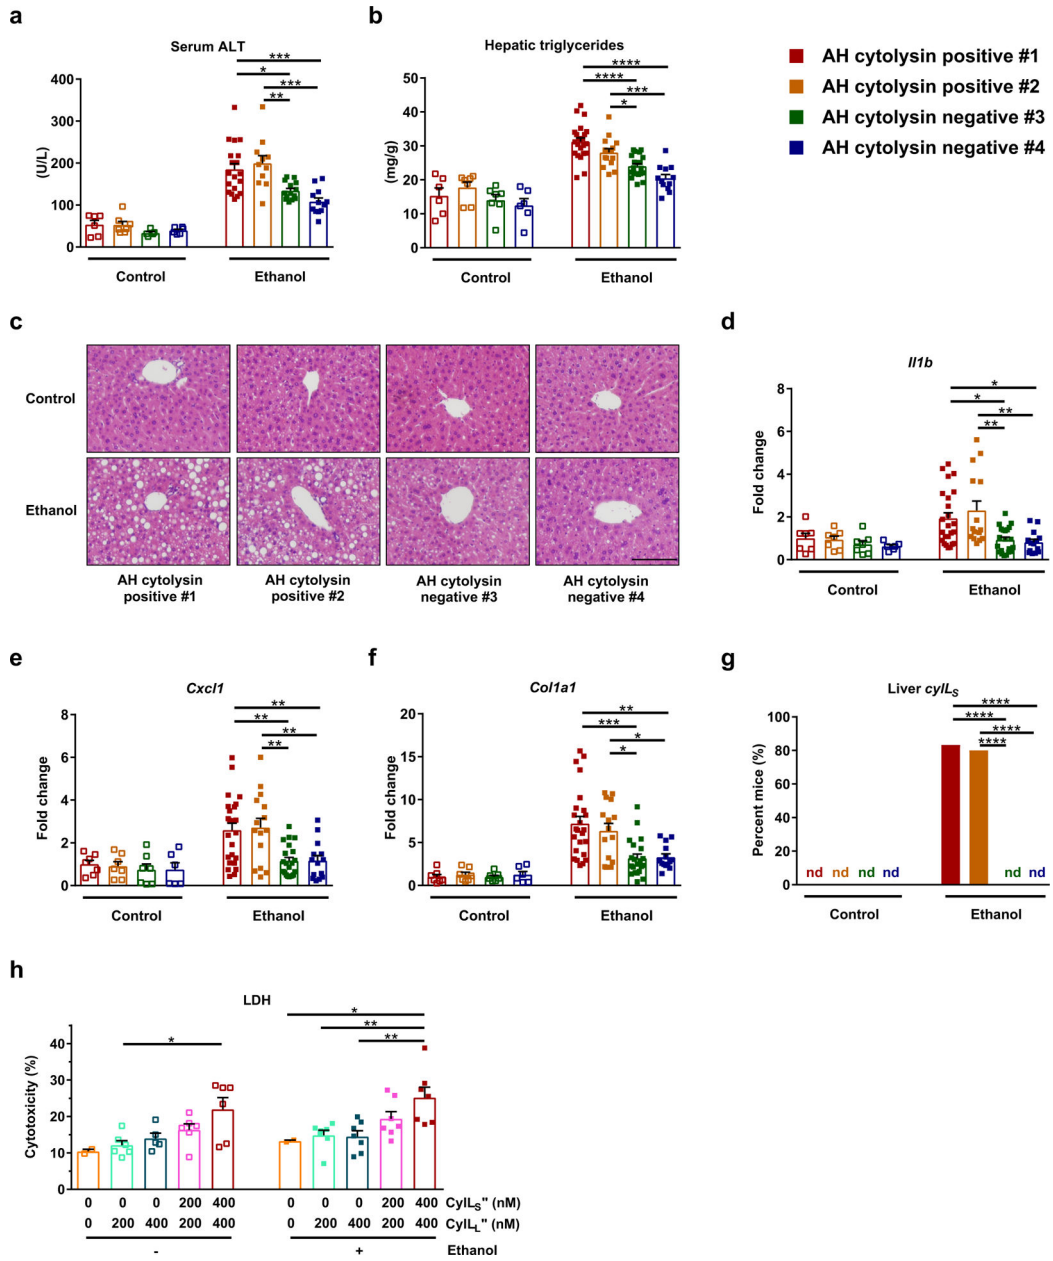 a
Serum ALT
(U/L)
400
300
200
100
0
***
*
***
**
Control
Ethanol
b
Hepatic triglycerides
(mg/g)
50
40
30
20
10
0
****
****
***
*
Control
Ethanol
AH cytolysin positive #1
AH cytolysin positive #2
AH cytolysin negative #3
AH cytolysin negative #4
c
Control
Ethanol
AH cytolysin
positive #1
AH cytolysin
positive #2
AH cytolysin
negative #3
AH cytolysin
negative #4
d
Il1b
Fold change
8
6
4
2
0
*
*
**
**
Control
Ethanol
e
Cxcl1
Fold change
8
6
4
2
0
**
**
**
**
Control
Ethanol
f
Col1a1
Fold change
20
15
10
5
0
**
***
*
*
Control
Ethanol
g
Liver cylLS
Percent mice (%)
100
80
60
40
20
0
****
****
****
****
nd nd nd nd
nd nd
Control
Ethanol
h
LDH
Cytotoxicity (%)
40
30
20
10
0
*
*
**
**
0 0 0 200 400 0 0 0 200 400 CylLS" (nM)
0 200 400 200 400 0 200 400 200 400 CylLL" (nM)
- + Ethanol